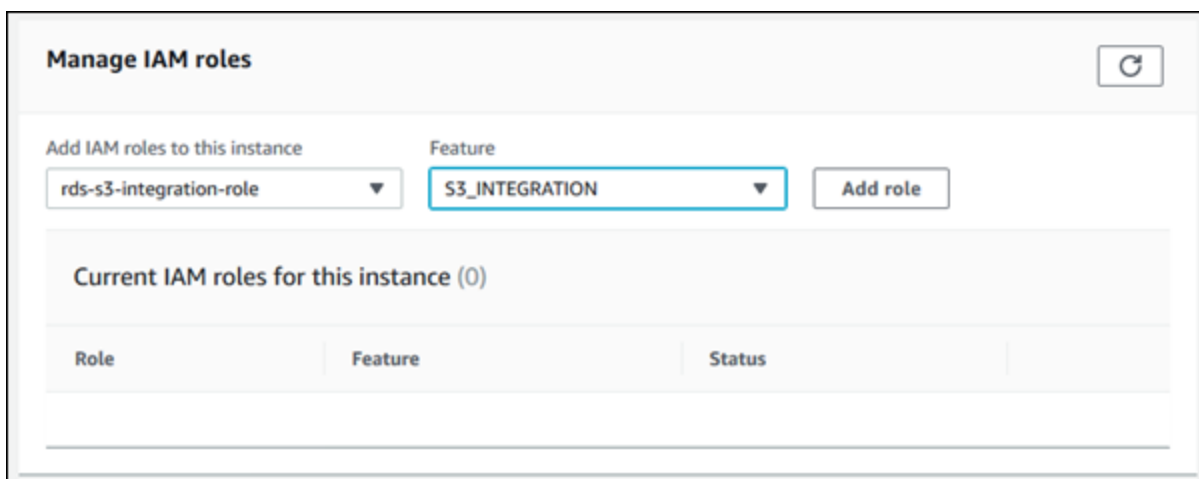 Manage IAM roles
Add IAM roles to this instance Feature
rds-s3-integration-role S3_INTEGRATION Add role
Current IAM roles for this instance (0)
Role Feature Status